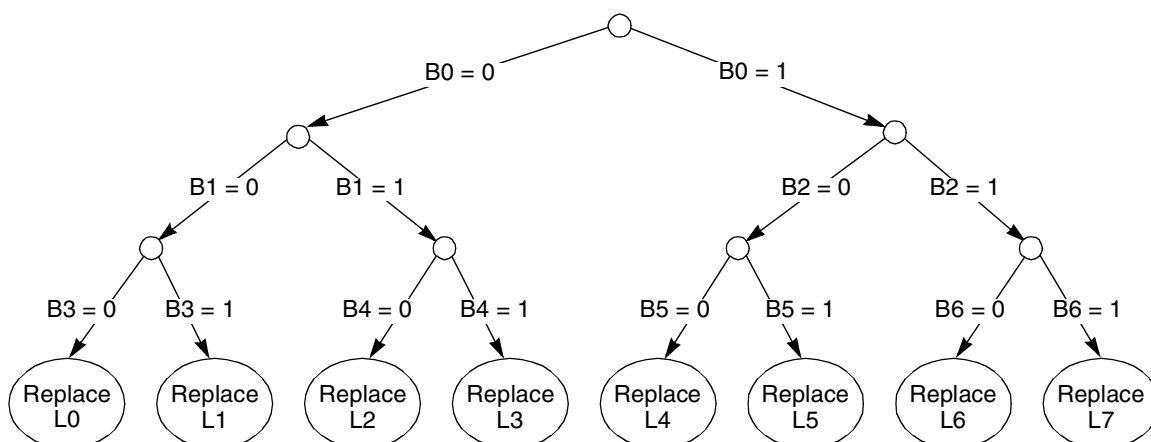 B0 = 0 B0 = 1
B1 = 0 B1 = 1 B2 = 0 B2 = 1
B3 = 0 B3 = 1 B4 = 0 B4 = 1 B5 = 0 B5 = 1 B6 = 0 B6 = 1
Replace Replace Replace Replace Replace Replace Replace Replace
L0 L1 L2 L3 L4 L5 L6 L7